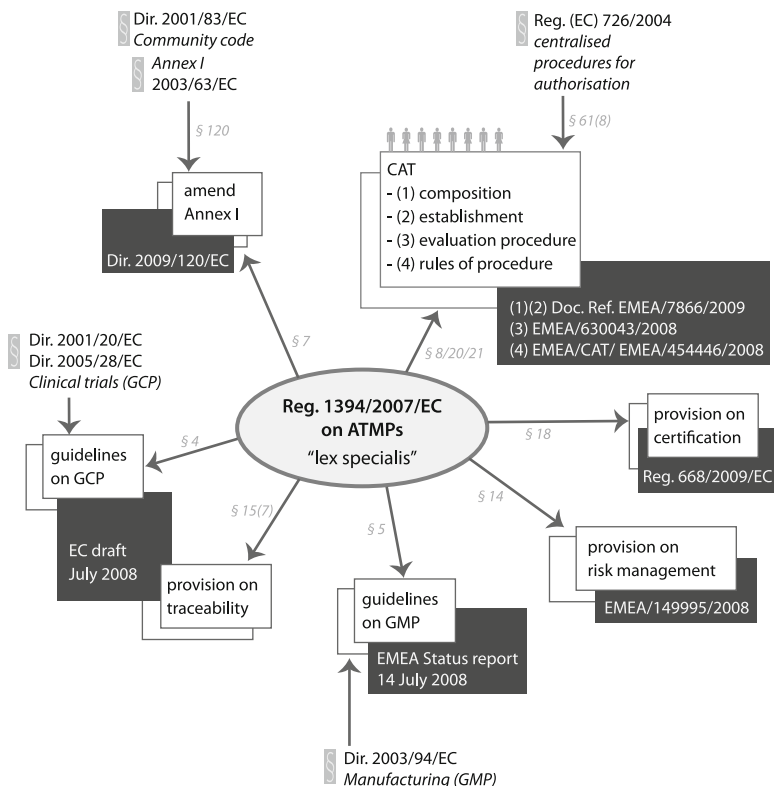 § Dir. 2001/83/EC
Community code
§ Annex I
2003/63/EC
§ 120
amend
Annex I
Dir. 2009/120/EC
§ 7
§ Reg. (EC) 726/2004
centralised
procedures for
authorisation
§ 61(8)
CAT
- (1) composition
- (2) establishment
- (3) evaluation procedure
- (4) rules of procedure
(1)(2) Doc. Ref. EMEA/7866/2009
(3) EMEA/630043/2008
(4) EMEA/CAT/ EMEA/454446/2008
§ 8/20/21
§ Dir. 2001/20/EC
Dir. 2005/28/EC
Clinical trials (GCP)
§ 4
guidelines
on GCP
EC draft
July 2008
Reg. 1394/2007/EC
on ATMPs
“lex specialis”
§ 18
provision on
certification
Reg. 668/2009/EC
§ 15(7)
provision on
traceability
§ 5
guidelines
on GMP
EMEA Status report
14 July 2008
§ 14
provision on
risk management
EMEA/149995/2008
§ Dir. 2003/94/EC
Manufacturing (GMP)